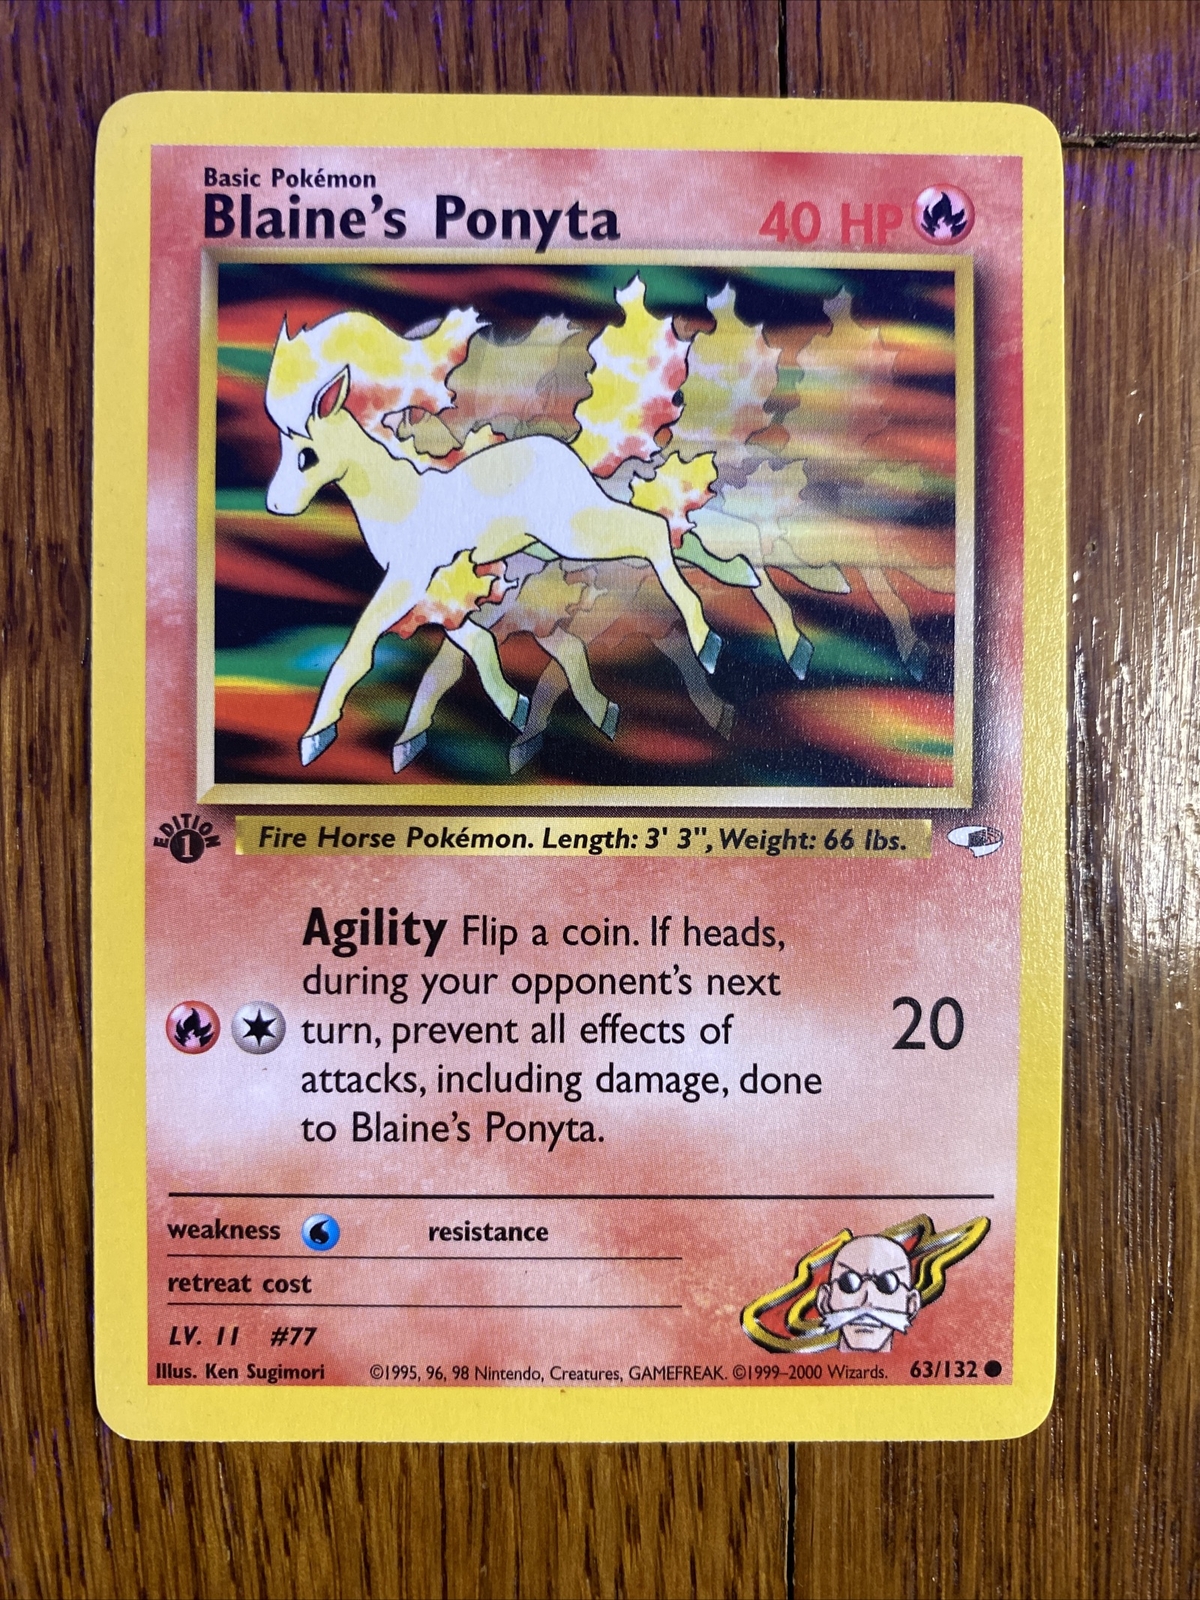 Basic Pokémon
Blaine's Ponyta 40 HP
EDITION
1
Fire Horse Pokémon. Length: 3' 3", Weight: 66 lbs.
Agility Flip a coin. If heads,
during your opponent's next
turn, prevent all effects of
attacks, including damage, done
to Blaine's Ponyta.
20
weakness resistance
retreat cost
LV. 11 #77
Illus. Ken Sugimori ©1995, 96, 98 Nintendo, Creatures, GAMEFREAK. ©1999–2000 Wizards. 63/132